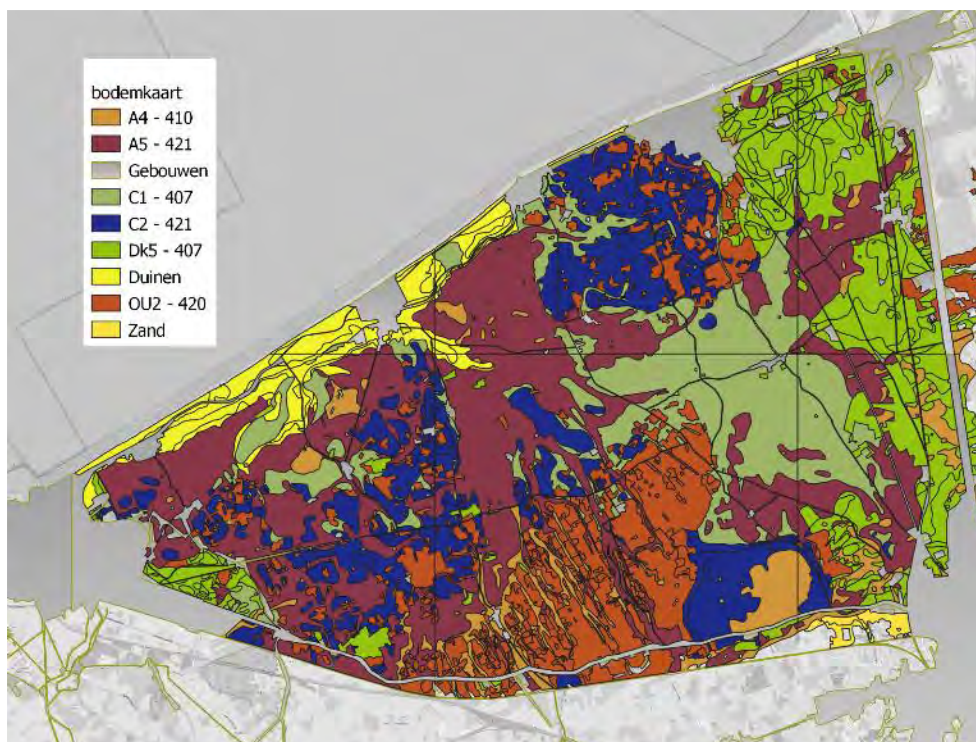 bodemkaart
A4 - 410
A5 - 421
Gebouwen
C1 - 407
C2 - 421
Dk5 - 407
Duinen
OU2 - 420
Zand